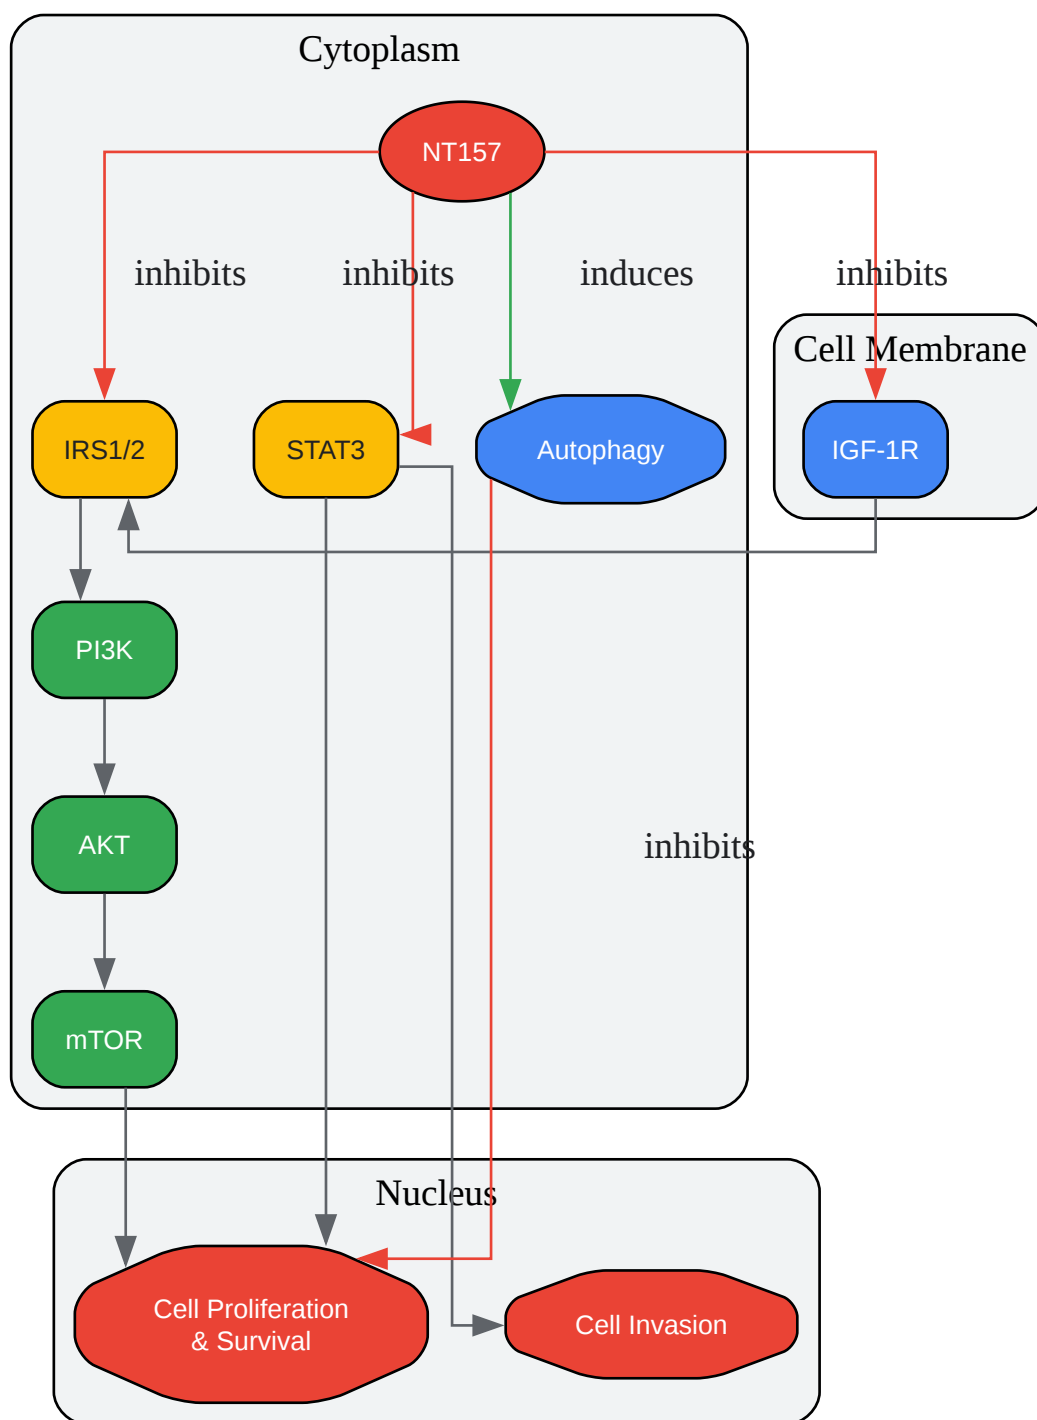 Cytoplasm
NT157
inhibits
inhibits
induces
inhibits
Cell Membrane
IRS1/2
STAT3
Autophagy
IGF-1R
PI3K
AKT
inhibits
mTOR
Nucleus
Cell Proliferation
& Survival
Cell Invasion